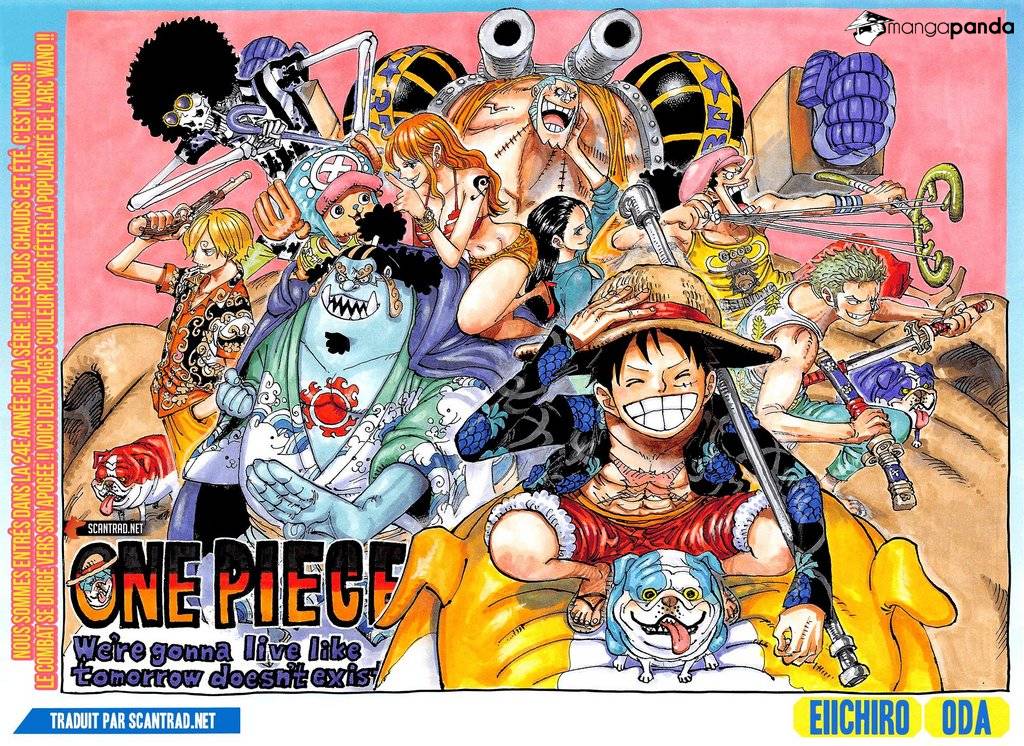 mangapanda
NOUS SOMMES ENTRÉS DANS LA 24E ANNÉE DE LA SÉRIE !! LES PLUS CHAUDS CET ÉTÉ, C'EST NOUS !!
LE COMBAT SE DIRIGE VERS SON APOGÉE !! VOICI DEUX PAGES COULEUR POUR FÊTER LA POPULARITÉ DE L'ARC WANO !!
SCANTRAD.NET
ONE PIECE
We're gonna live like
tomorrow doesn't exis
TRADUIT PAR SCANTRAD.NET
EIICHIRO ODA